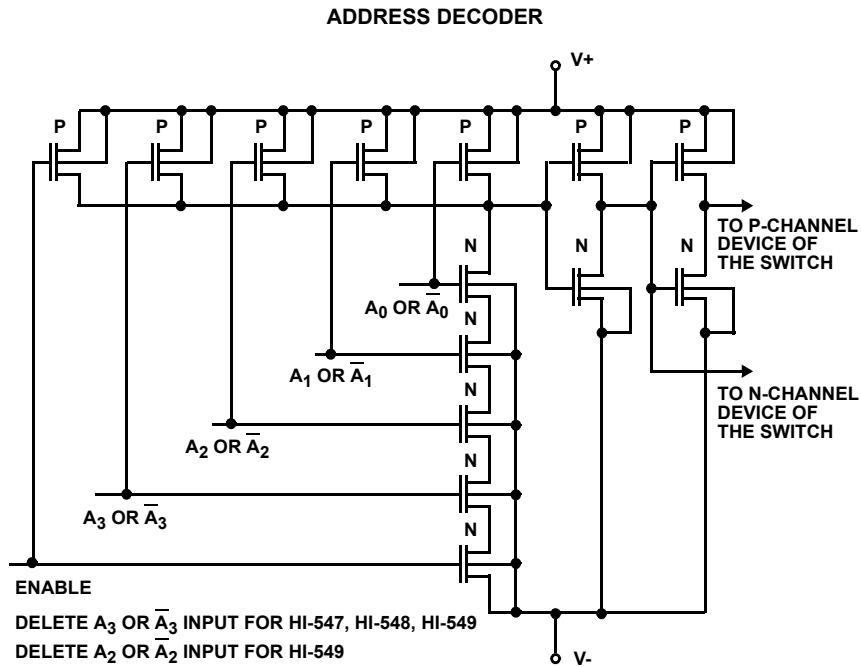 ADDRESS DECODER
V+
P P P P P P P
TO P-CHANNEL
DEVICE OF
THE SWITCH
N N N
A0 OR A̅0
N
A1 OR A̅1
TO N-CHANNEL
DEVICE OF
THE SWITCH
N
A2 OR A̅2
N
A3 OR A̅3
N
ENABLE
DELETE A3 OR A̅3 INPUT FOR HI-547, HI-548, HI-549
DELETE A2 OR A̅2 INPUT FOR HI-549
V-